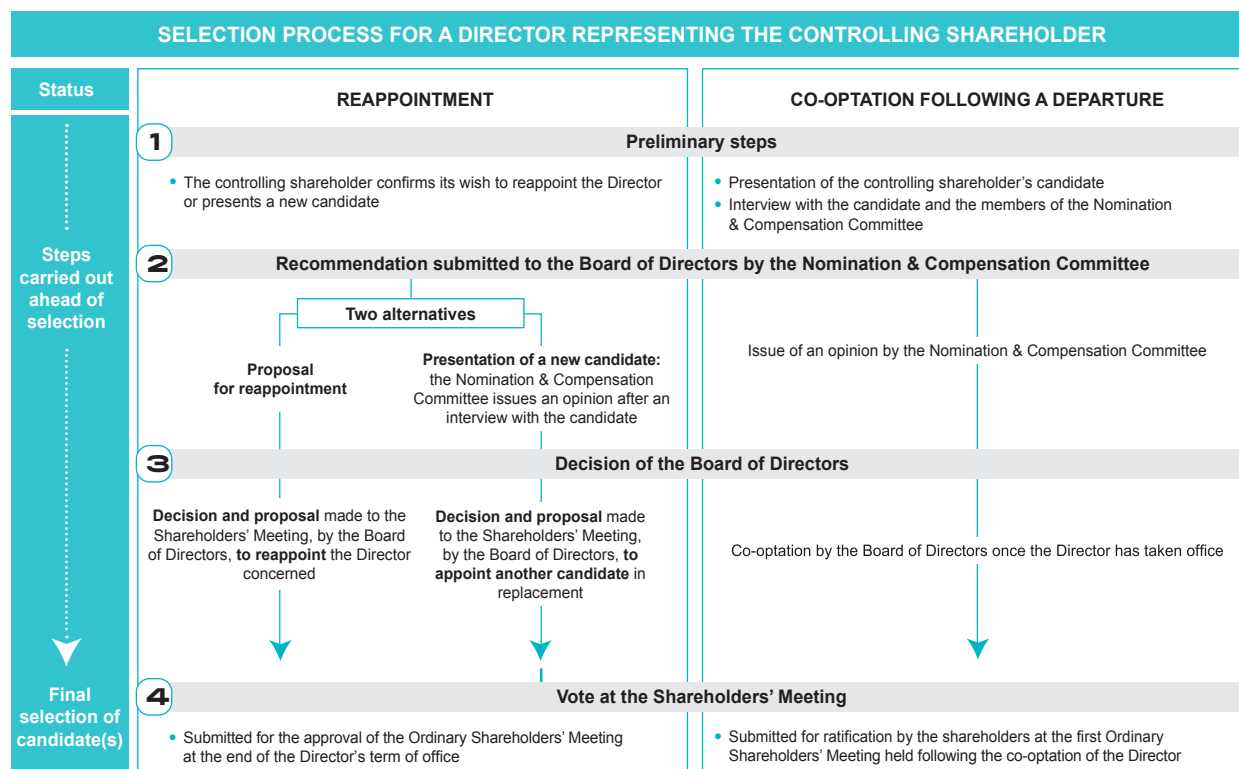 SELECTION PROCESS FOR A DIRECTOR REPRESENTING THE CONTROLLING SHAREHOLDER
Status
REAPPOINTMENT
CO-OPTATION FOLLOWING A DEPARTURE
Steps
carried out
ahead of
selection
1
Preliminary steps
• The controlling shareholder confirms its wish to reappoint the Director
or presents a new candidate
• Presentation of the controlling shareholder's candidate
• Interview with the candidate and the members of the Nomination
& Compensation Committee
2
Recommendation submitted to the Board of Directors by the Nomination & Compensation Committee
Two alternatives
Proposal
for reappointment
Presentation of a new candidate:
the Nomination & Compensation
Committee issues an opinion after an
interview with the candidate
Issue of an opinion by the Nomination & Compensation Committee
3
Decision of the Board of Directors
Decision and proposal made to the
Shareholders' Meeting, by the Board
of Directors, to reappoint the Director
concerned
Decision and proposal made
to the Shareholders' Meeting,
by the Board of Directors, to
appoint another candidate in
replacement
Co-optation by the Board of Directors once the Director has taken office
Final
selection of
candidate(s)
4
Vote at the Shareholders' Meeting
• Submitted for the approval of the Ordinary Shareholders' Meeting
at the end of the Director's term of office
• Submitted for ratification by the shareholders at the first Ordinary
Shareholders' Meeting held following the co-optation of the Director